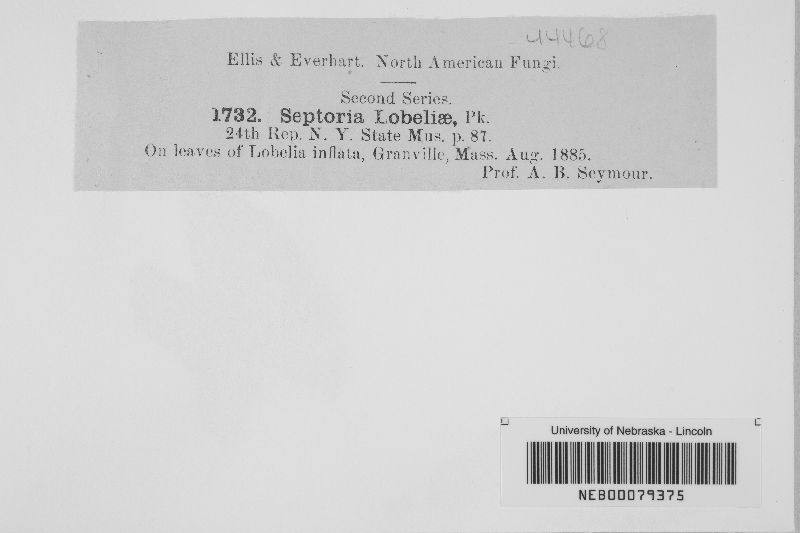 44468
Ellis & Everhart. North American Fungi.
Second Series.
1732. Septoria Lobeliæ, Pk.
24th Rep. N. Y. State Mus. p. 87.
On leaves of Lobelia inflata, Granville, Mass. Aug. 1885.
Prof. A. B. Seymour.
University of Nebraska - Lincoln
NEB00079375